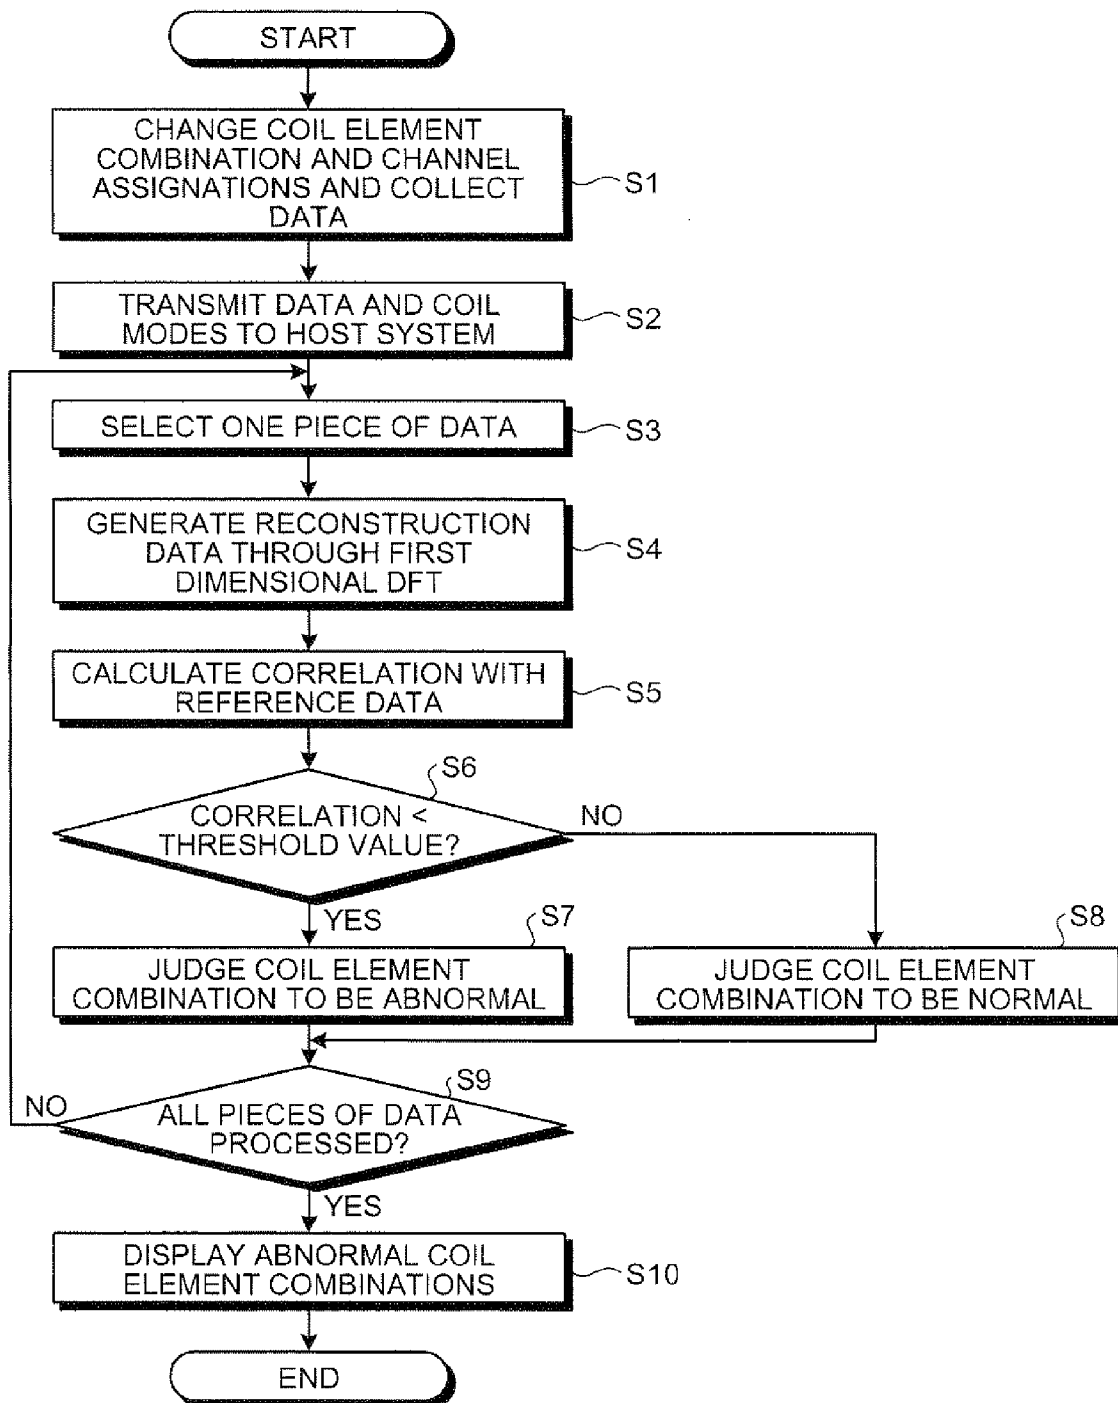 START
CHANGE COIL ELEMENT
COMBINATION AND CHANNEL
ASSIGNATIONS AND COLLECT
DATA
S1
TRANSMIT DATA AND COIL
MODES TO HOST SYSTEM
S2
SELECT ONE PIECE OF DATA
S3
GENERATE RECONSTRUCTION
DATA THROUGH FIRST
DIMENSIONAL DFT
S4
CALCULATE CORRELATION WITH
REFERENCE DATA
S5
S6
CORRELATION <
THRESHOLD VALUE?
NO
YES
S7
JUDGE COIL ELEMENT
COMBINATION TO BE ABNORMAL
S8
JUDGE COIL ELEMENT
COMBINATION TO BE NORMAL
S9
NO
ALL PIECES OF DATA
PROCESSED?
YES
DISPLAY ABNORMAL COIL
ELEMENT COMBINATIONS
S10
END